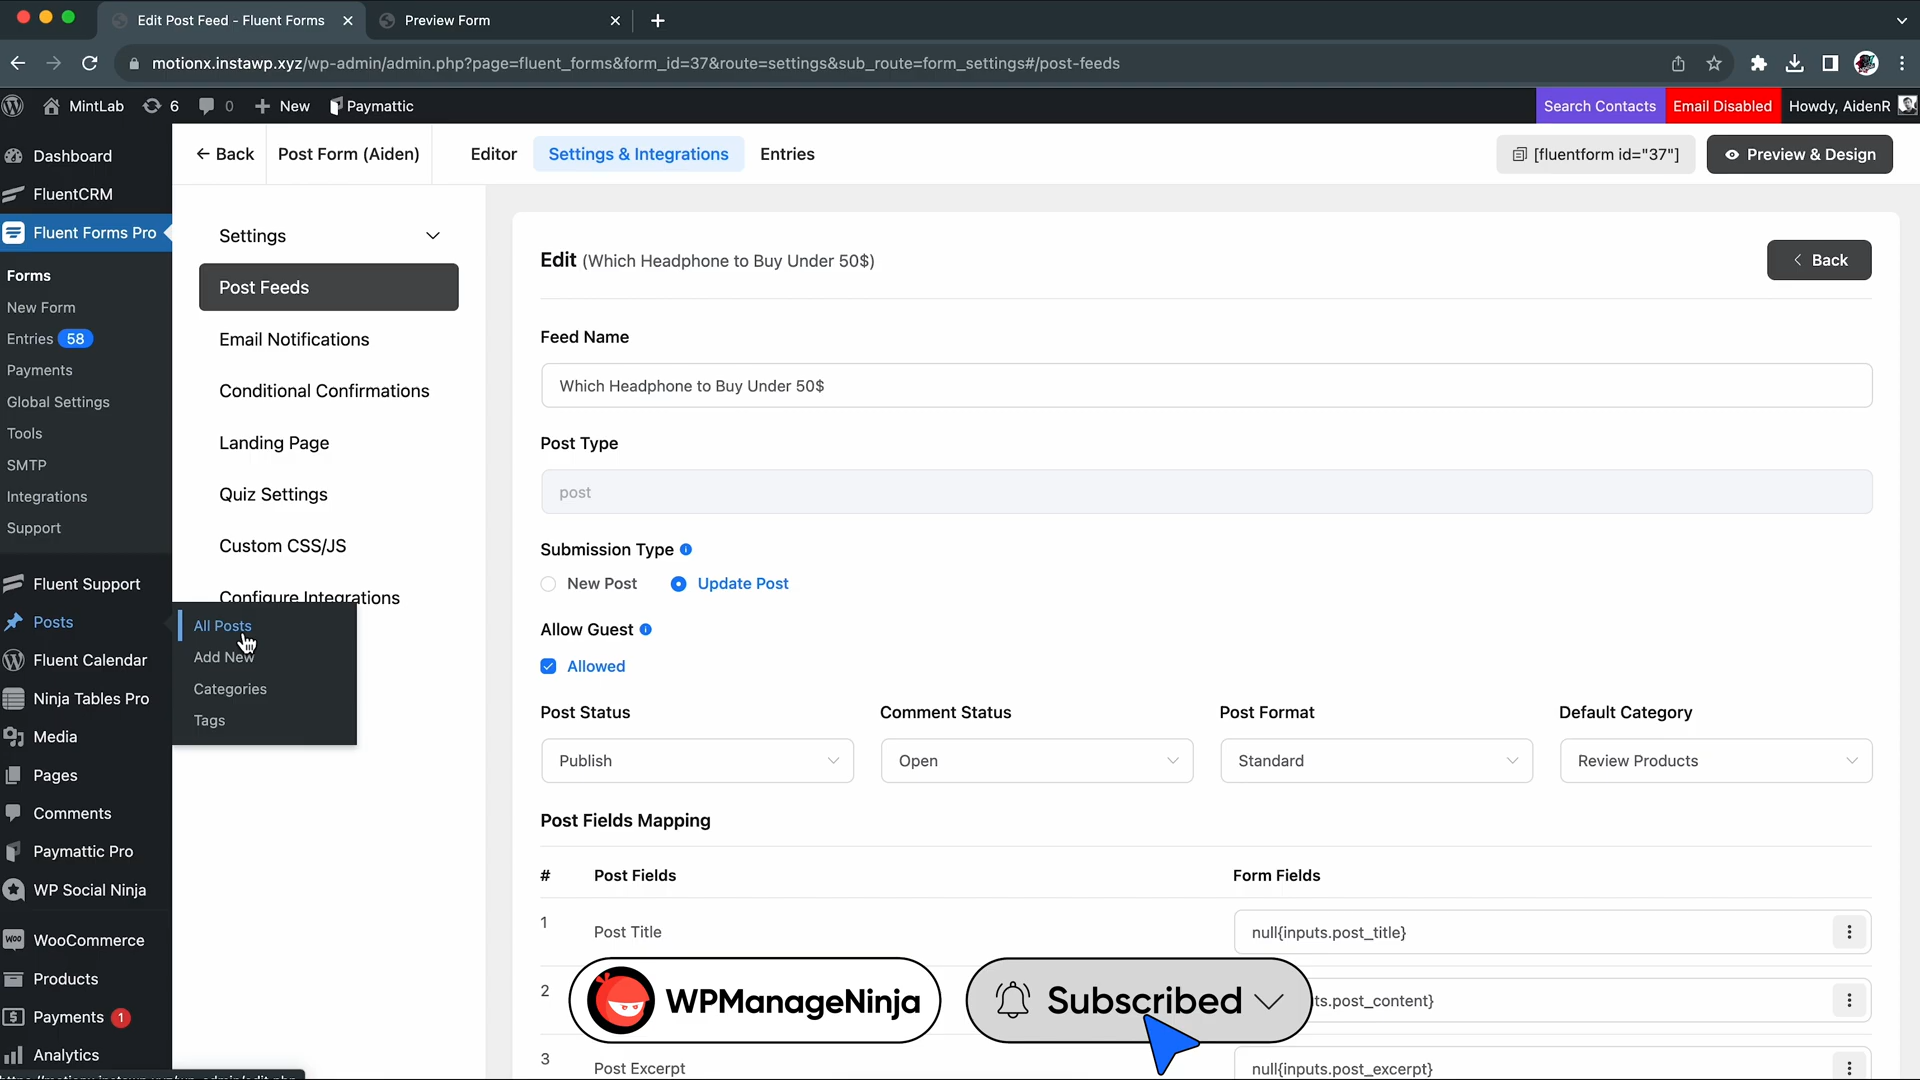 Edit Post Feed - Fluent Forms
Preview Form
motionx.instawp.xyz/wp-admin/admin.php?page=fluent_forms&form_id=37&route=settings&sub_route=form_settings#/post-feeds
MintLab
6
0
New
Paymattic
Search Contacts
Email Disabled
Howdy, AidenR
Dashboard
FluentCRM
Fluent Forms Pro
Forms
New Form
Entries 58
Payments
Global Settings
Tools
SMTP
Integrations
Support
Fluent Support
Posts
Fluent Calendar
Ninja Tables Pro
Media
Pages
Comments
Paymattic Pro
WP Social Ninja
WooCommerce
Products
Payments 1
Analytics
All Posts
Add New
Categories
Tags
Back
Post Form (Aiden)
Editor
Settings & Integrations
Entries
[fluentform id="37"]
Preview & Design
Settings
Post Feeds
Email Notifications
Conditional Confirmations
Landing Page
Quiz Settings
Custom CSS/JS
Configure Integrations
Edit (Which Headphone to Buy Under 50$)
Back
Feed Name
Which Headphone to Buy Under 50$
Post Type
post
Submission Type
New Post
Update Post
Allow Guest
Allowed
Post Status
Comment Status
Post Format
Default Category
Publish
Open
Standard
Review Products
Post Fields Mapping
# Post Fields Form Fields
1 Post Title null{inputs.post_title}
2 ts.post_content}
3 Post Excerpt null{inputs.post_excerpt}
WPManageNinja
Subscribed